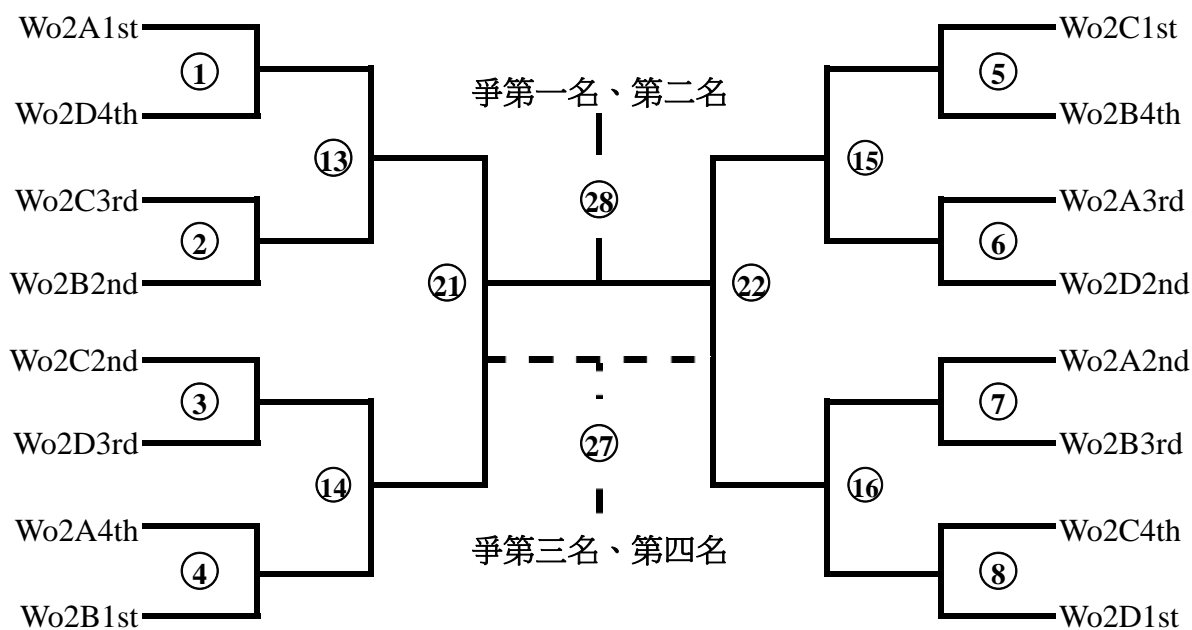 Wo2A1st
①
Wo2D4th
⑬
Wo2C3rd
②
Wo2B2nd
㉑
Wo2C2nd
③
Wo2D3rd
⑭
Wo2A4th
④
Wo2B1st
爭第一名、第二名
㉘
㉗
爭第三名、第四名
Wo2C1st
⑤
Wo2B4th
⑮
Wo2A3rd
⑥
Wo2D2nd
㉒
Wo2A2nd
⑦
Wo2B3rd
⑯
Wo2C4th
⑧
Wo2D1st